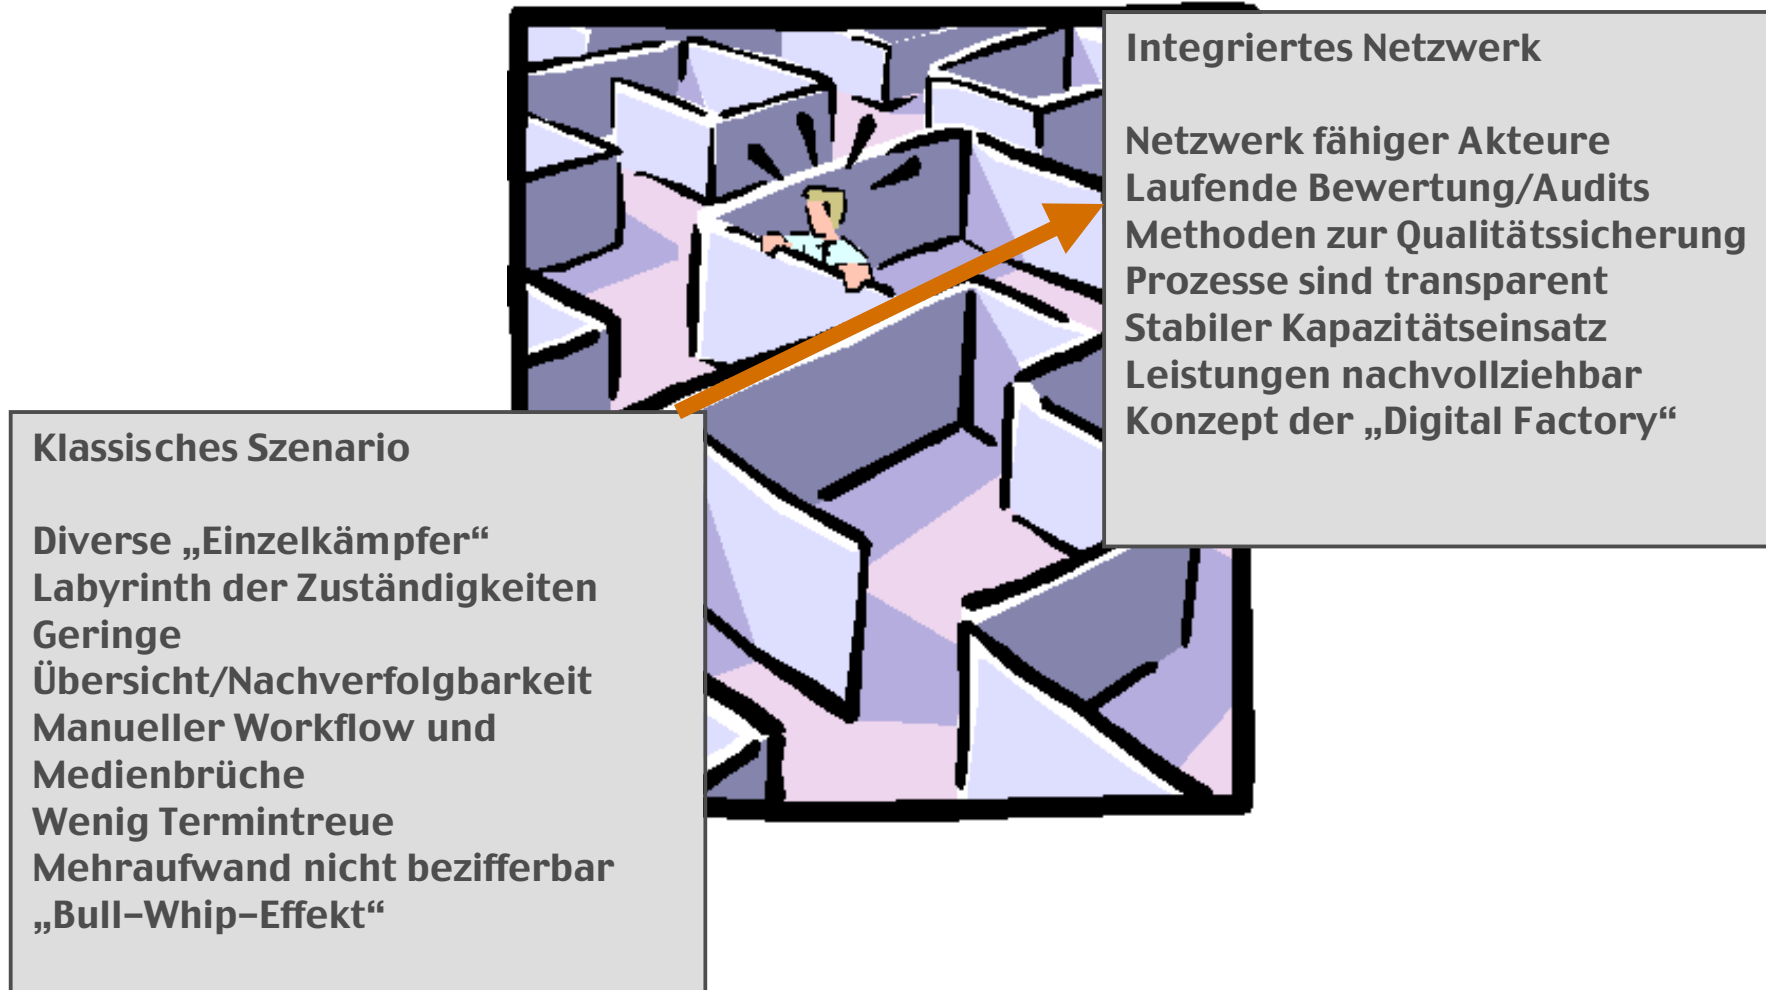 Integriertes Netzwerk
Netzwerk fähiger Akteure
Laufende Bewertung/Audits
Methoden zur Qualitätssicherung
Prozesse sind transparent
Stabiler Kapazitätseinsatz
Leistungen nachvollziehbar
Konzept der „Digital Factory“
Klassisches Szenario
Diverse „Einzelkämpfer“
Labyrinth der Zuständigkeiten
Geringe
Übersicht/Nachverfolgbarkeit
Manueller Workflow und
Medienbrüche
Wenig Termintreue
Mehraufwand nicht bezifferbar
„Bull-Whip-Effekt“